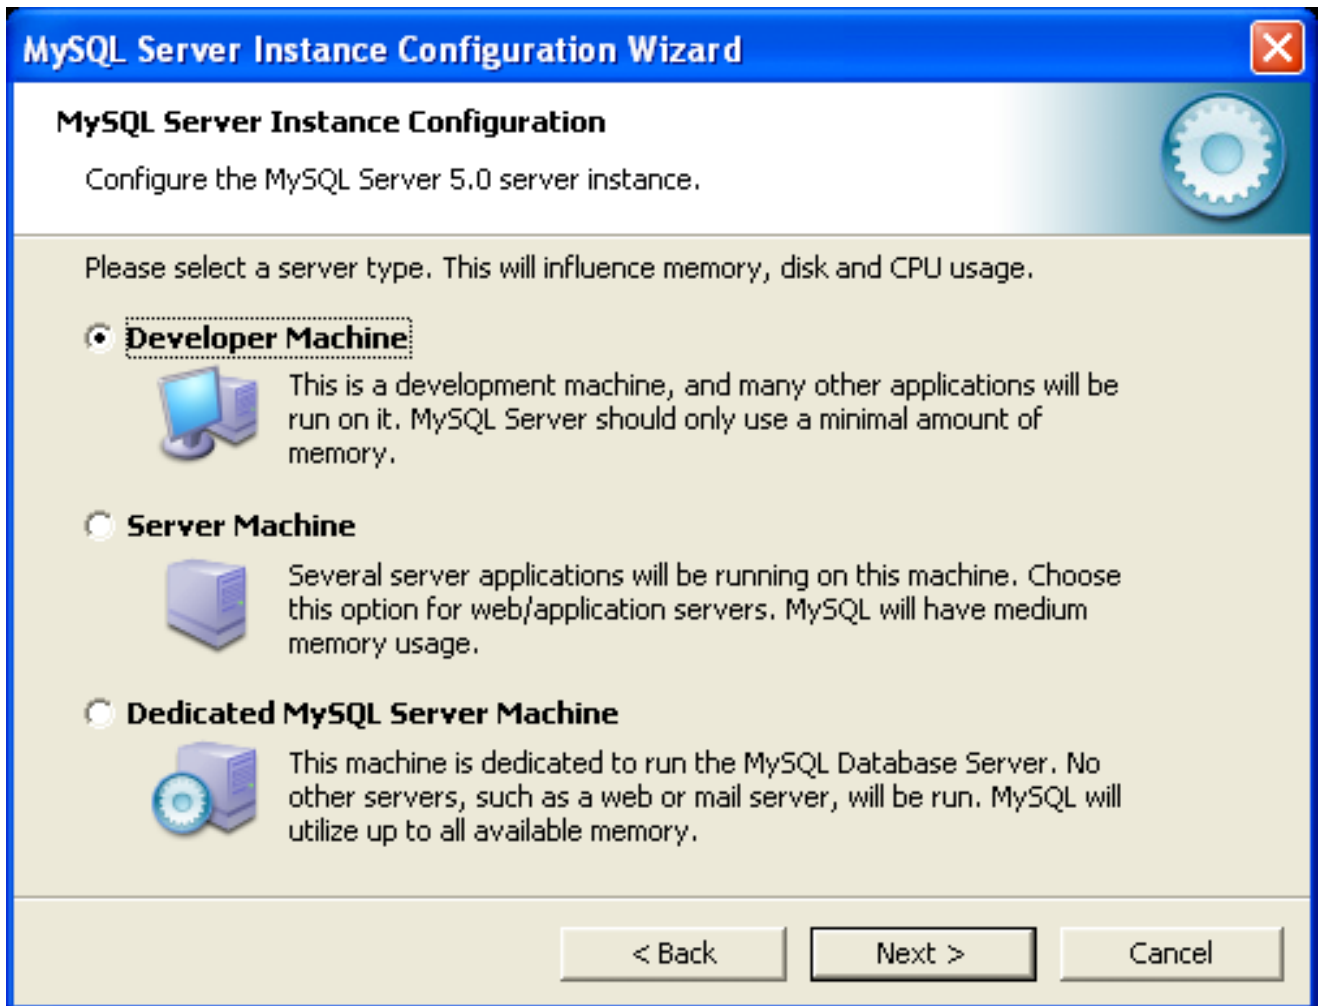 MySQL Server Instance Configuration Wizard
MySQL Server Instance Configuration
Configure the MySQL Server 5.0 server instance.
Please select a server type. This will influence memory, disk and CPU usage.
Developer Machine
This is a development machine, and many other applications will be
run on it. MySQL Server should only use a minimal amount of
memory.
Server Machine
Several server applications will be running on this machine. Choose
this option for web/application servers. MySQL will have medium
memory usage.
Dedicated MySQL Server Machine
This machine is dedicated to run the MySQL Database Server. No
other servers, such as a web or mail server, will be run. MySQL will
utilize up to all available memory.
< Back
Next >
Cancel